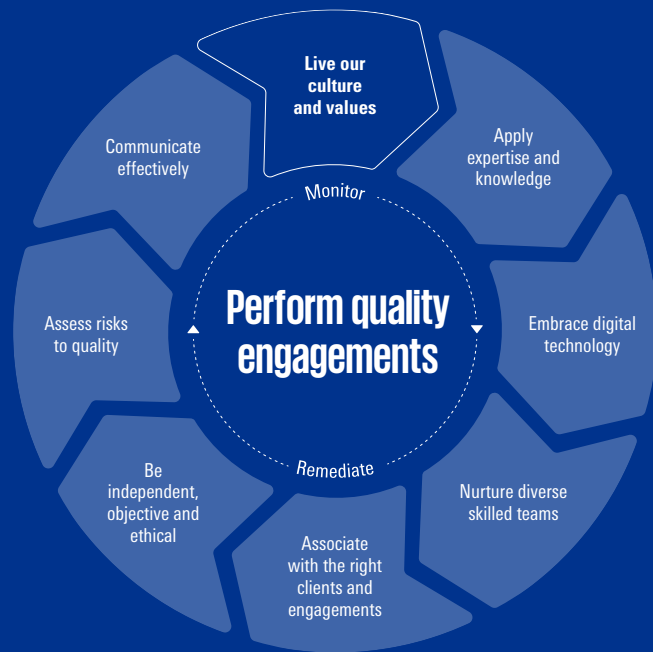 Live our
culture
and values
Apply
expertise and
knowledge
Embrace digital
technology
Nurture diverse
skilled teams
Associate
with the right
clients and
engagements
Be
independent,
objective and
ethical
Assess risks
to quality
Communicate
effectively
Monitor
Perform quality
engagements
Remediate